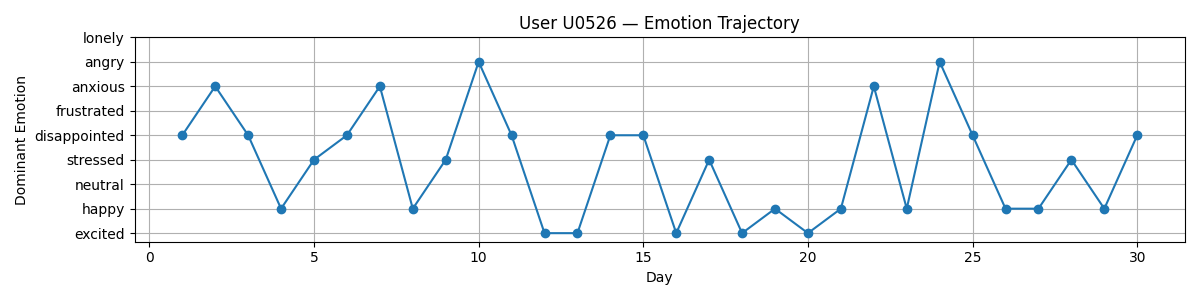 User U0526 — Emotion Trajectory
lonely
angry
anxious
frustrated
disappointed
stressed
neutral
happy
excited
Dominant Emotion
0 5 10 15 20 25 30
Day